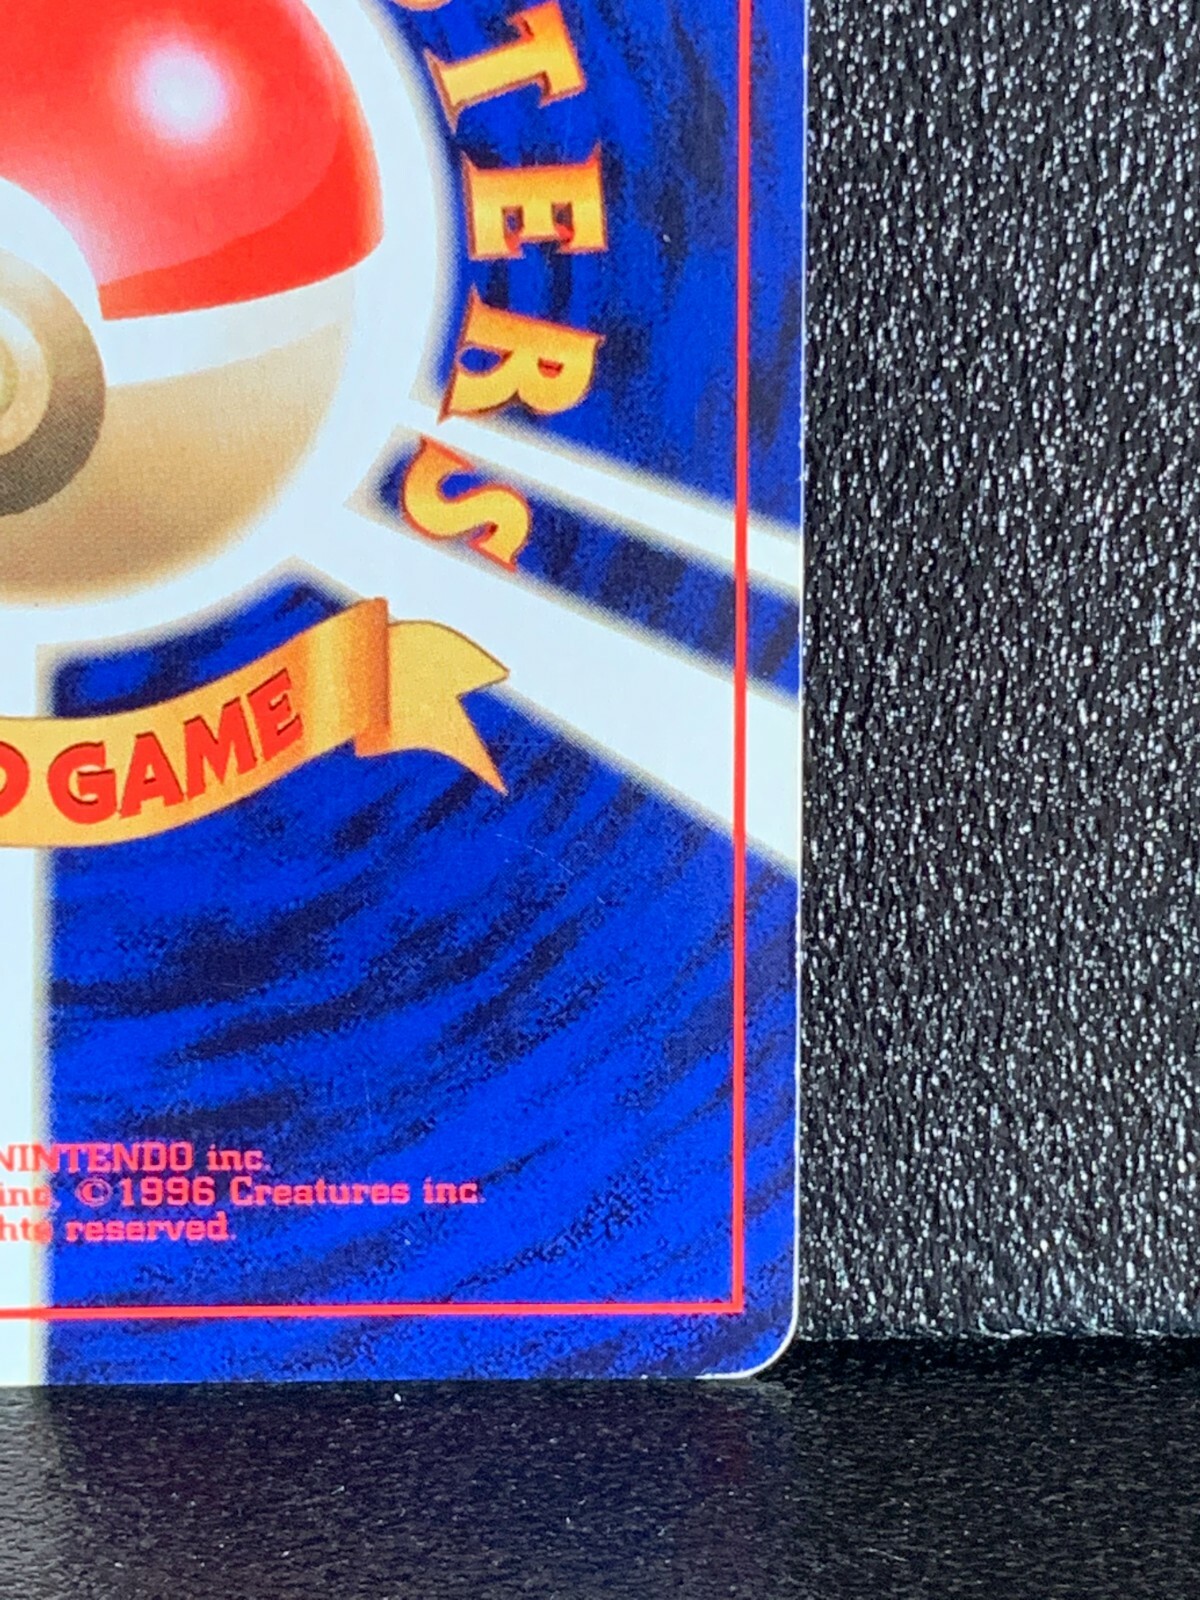 TERS
GAME
NINTENDO inc.
inc. ©1996 Creatures inc.
reserved.